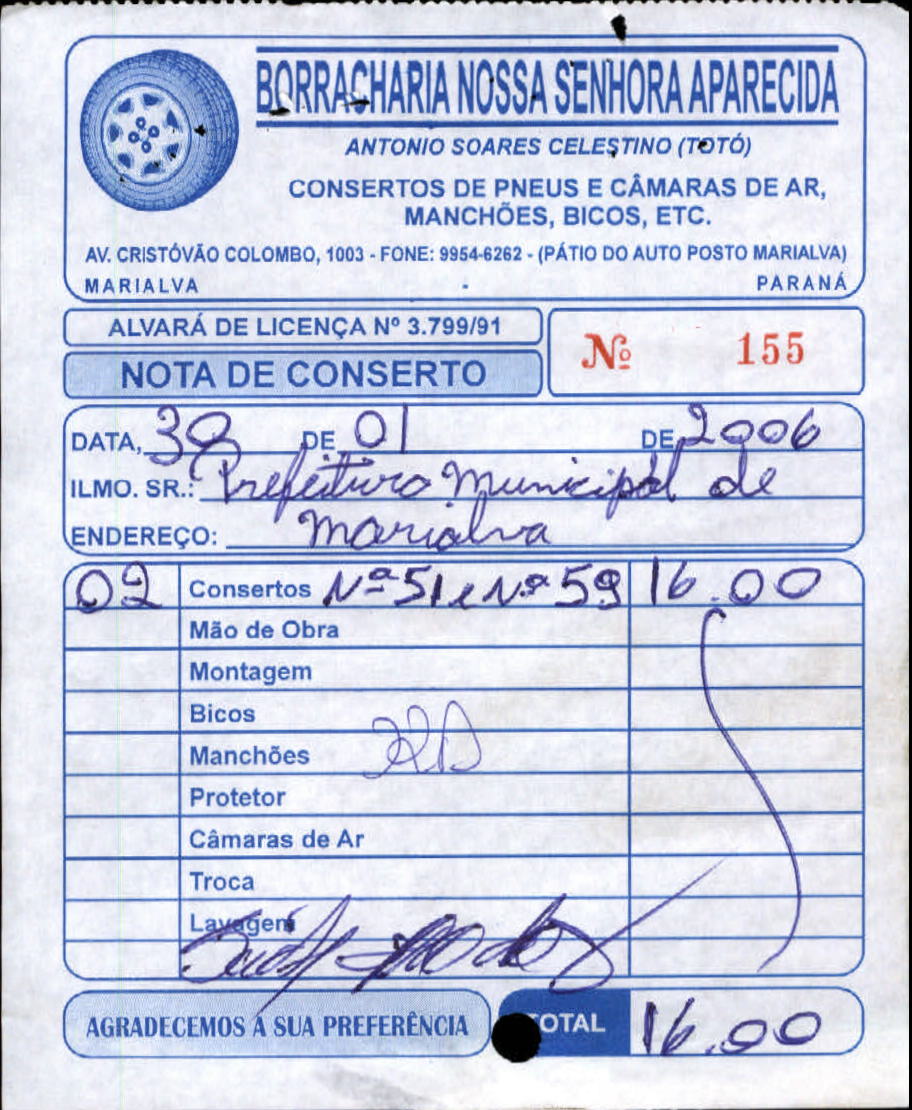 BORRACHARIA NOSSA SENHORA APARECIDA
ANTONIO SOARES CELESTINO (TOTÓ)
CONSERTOS DE PNEUS E CÂMARAS DE AR,
MANCHÕES, BICOS, ETC.
AV. CRISTÓVÃO COLOMBO, 1003 - FONE: 9954-6262 - (PÁTIO DO AUTO POSTO MARIALVA)
MARIALVA PARANÁ
ALVARÁ DE LICENÇA Nº 3.799/91
Nº 155
NOTA DE CONSERTO
DATA, 30 DE 01 DE 2006
ILMO. SR.: Prefeitura Municipal de
ENDEREÇO: Marialva
02 Consertos Nº 51 e Nº 59 16.00
Mão de Obra
Montagem
Bicos
Manchões
Protetor
Câmaras de Ar
Troca
Lavagem
AGRADECEMOS A SUA PREFERÊNCIA
TOTAL 16.00